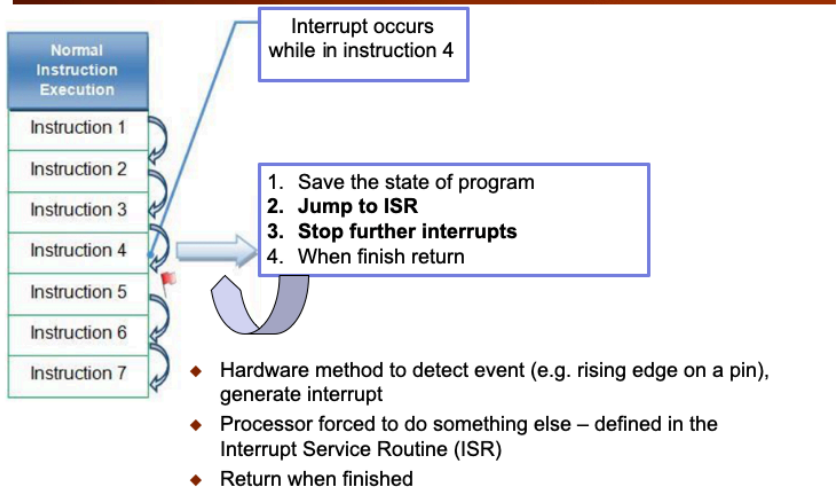 Interrupt occurs
while in instruction 4
Normal
Instruction
Execution
Instruction 1
Instruction 2
Instruction 3
Instruction 4
Instruction 5
Instruction 6
Instruction 7
1. Save the state of program
2. Jump to ISR
3. Stop further interrupts
4. When finish return
◆ Hardware method to detect event (e.g. rising edge on a pin),
generate interrupt
◆ Processor forced to do something else – defined in the
Interrupt Service Routine (ISR)
◆ Return when finished